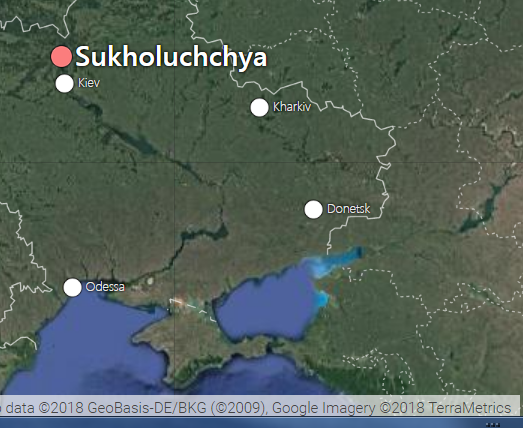 Sukholuchchya
Kiev
Kharkiv
Donetsk
Odessa
data ©2018 GeoBasis-DE/BKG (©2009), Google Imagery ©2018 TerraMetrics